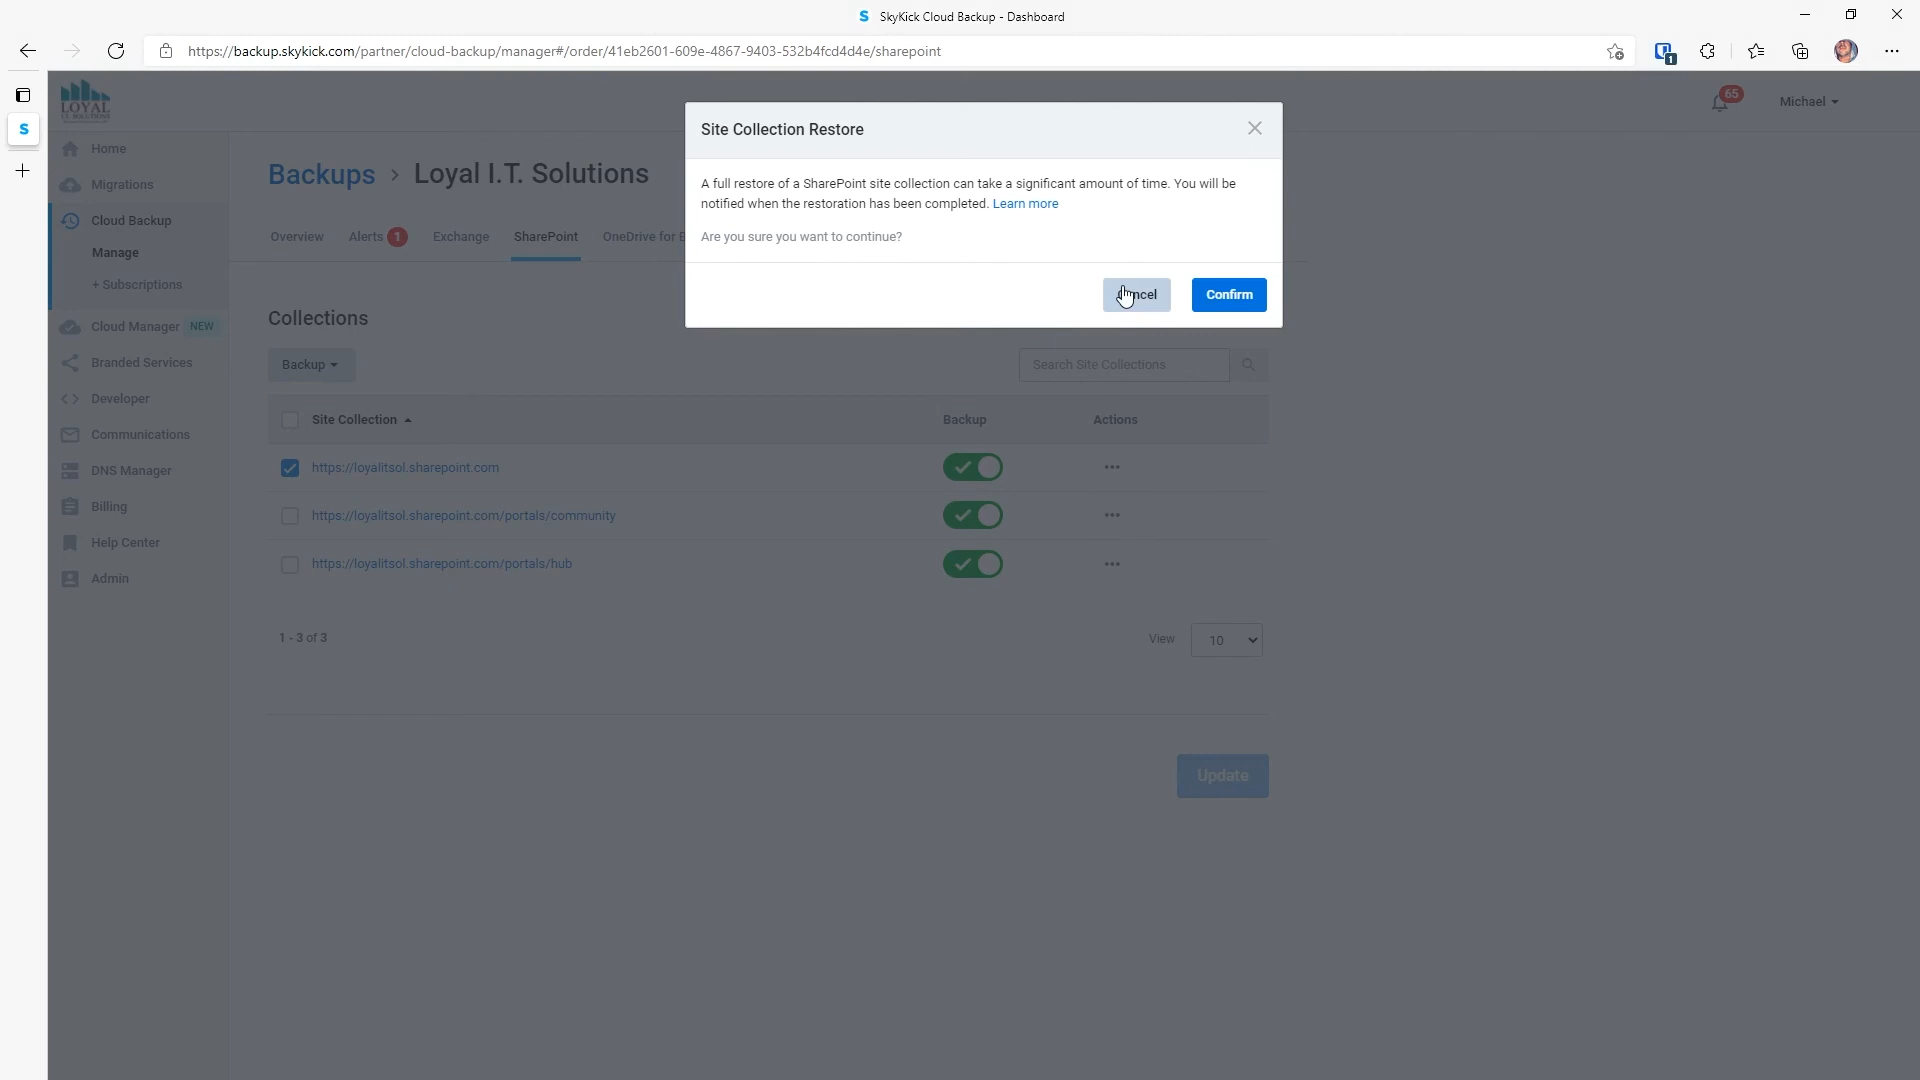 SkyKick Cloud Backup - Dashboard
https://backup.skykick.com/partner/cloud-backup/manager#/order/41eb2601-609e-4867-9403-532b4fcd4d4e/sharepoint
1
S
LOYAL
I.T. SOLUTIONS
65
Michael
Home
Migrations
Cloud Backup
Manage
+ Subscriptions
Cloud Manager NEW
Branded Services
Developer
Communications
DNS Manager
Billing
Help Center
Admin
Backups > Loyal I.T. Solutions
Overview Alerts 1 Exchange SharePoint OneDrive for
Site Collection Restore
A full restore of a SharePoint site collection can take a significant amount of time. You will be
notified when the restoration has been completed. Learn more
Are you sure you want to continue?
Confirm
Collections
Backup
Search Site Collections
Site Collection Backup Actions
https://loyalitsol.sharepoint.com
https://loyalitsol.sharepoint.com/portals/community
https://loyalitsol.sharepoint.com/portals/hub
1 - 3 of 3
View 10
Update